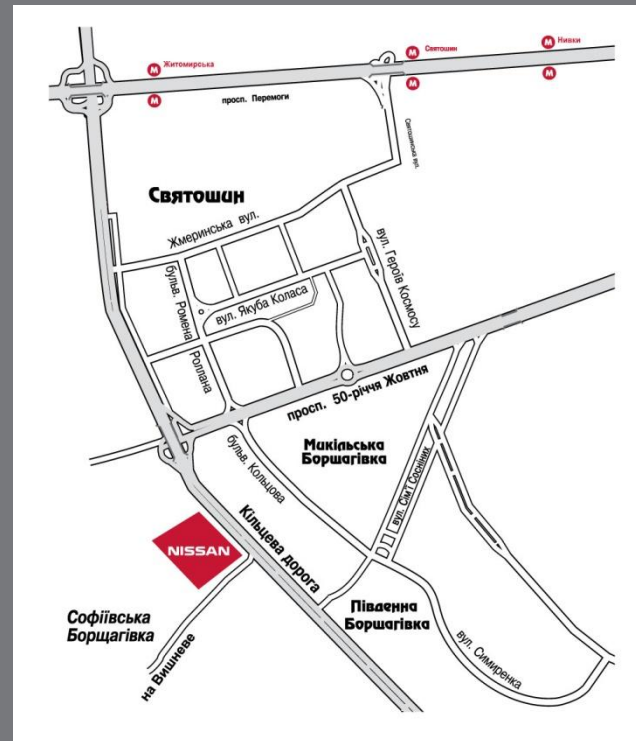 М Житомирська
М
М Святошин
М
М Нивки
М
просп. Перемоги
Святошинська вул.
Святошин
Жмеринська вул.
вул. Героїв Космосу
бульв. Ромена
Роллана
вул. Якуба Коласа
просп. 50-річчя Жовтня
Микільська
Борщагівка
бульв. Кольцова
вул. Сім'ї Сосніних
Кільцева дорога
NISSAN
Південна
Борщагівка
Софіївська
Борщагівка
на Вишневе
вул. Симиренка